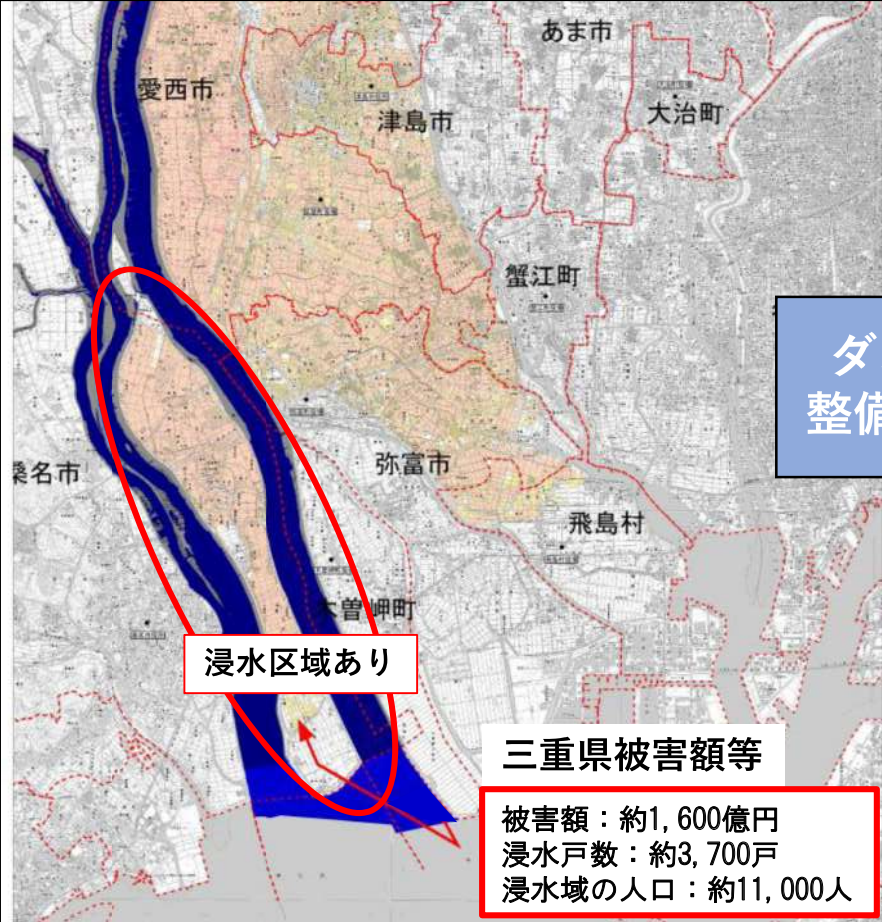 あま市
愛西市
津島市
大治町
蟹江町
ダ
整備
弥富市
桑名市
飛島村
木曽岬町
浸水区域あり
三重県被害額等
被害額：約1,600億円
浸水戸数：約3,700戸
浸水域の人口：約11,000人